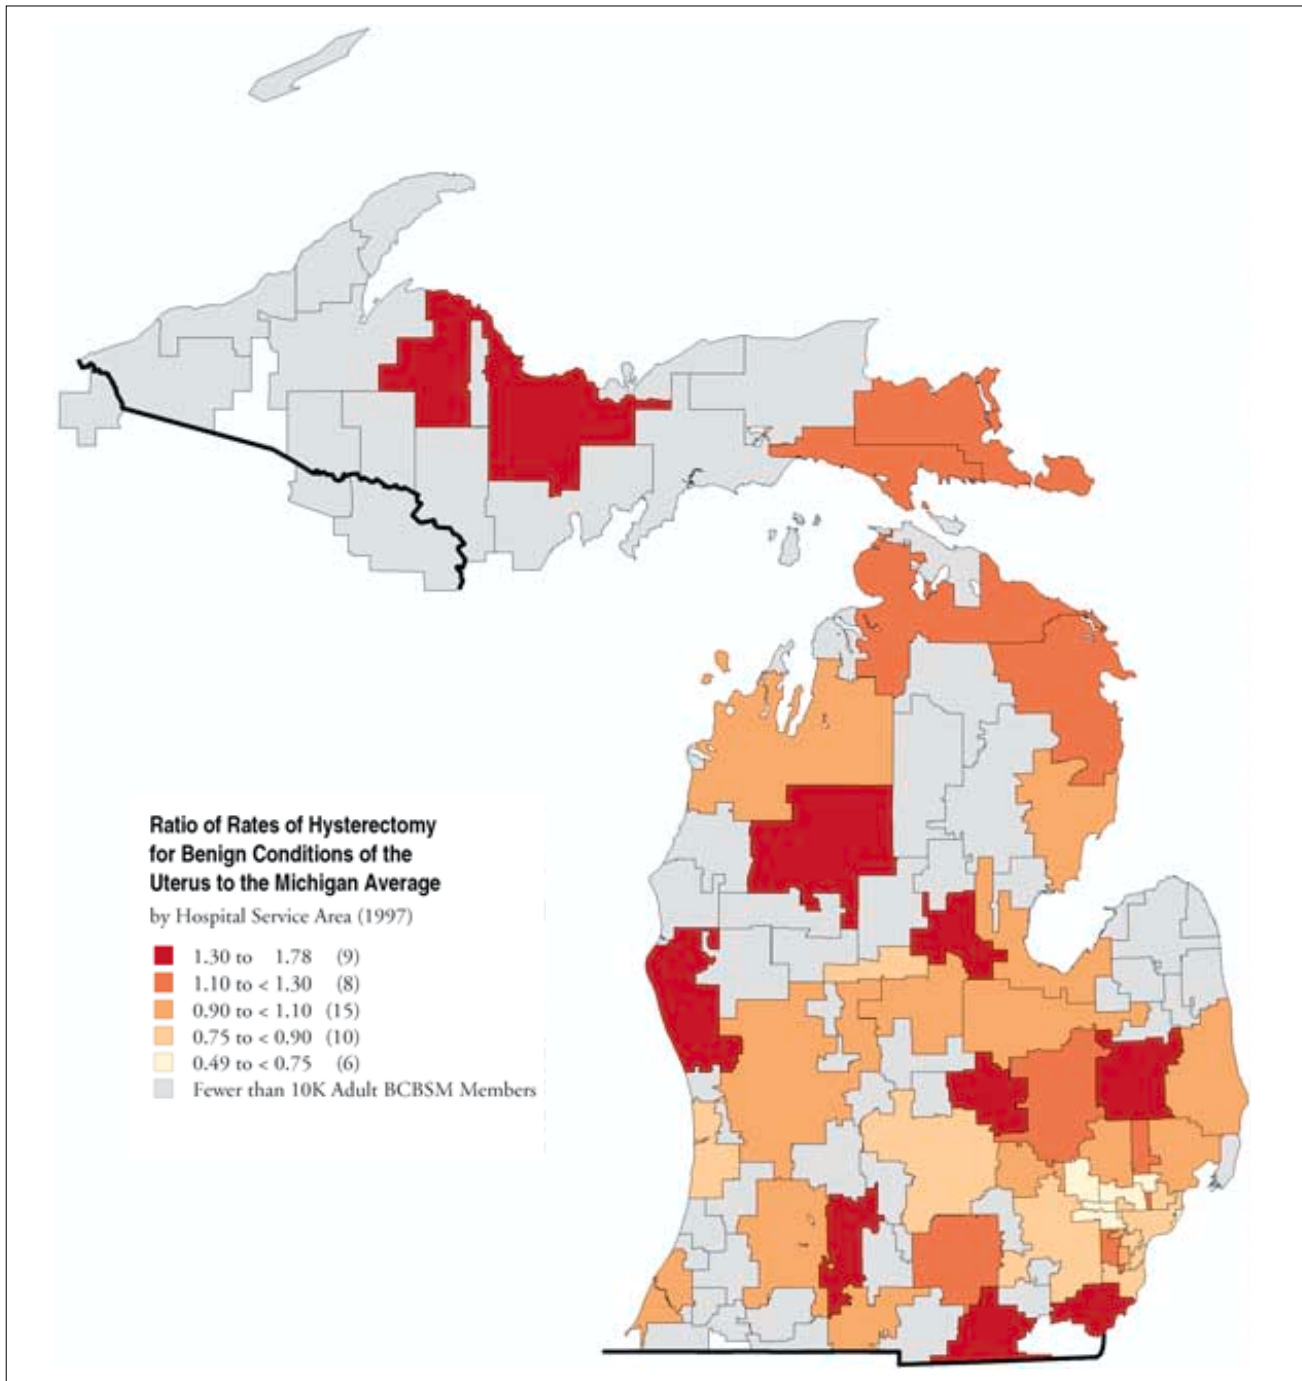 Ratio of Rates of Hysterectomy
for Benign Conditions of the
Uterus to the Michigan Average
by Hospital Service Area (1997)
1.30 to 1.78 (9)
1.10 to < 1.30 (8)
0.90 to < 1.10 (15)
0.75 to < 0.90 (10)
0.49 to < 0.75 (6)
Fewer than 10K Adult BCBSM Members